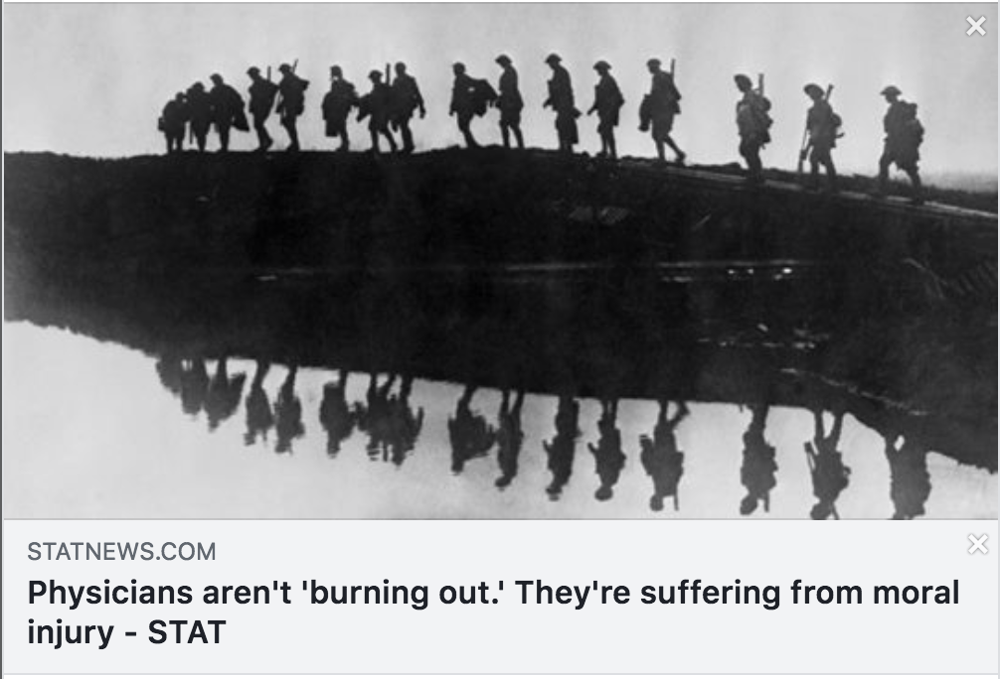 STATNEWS.COM
Physicians aren't 'burning out.' They're suffering from moral
injury - STAT